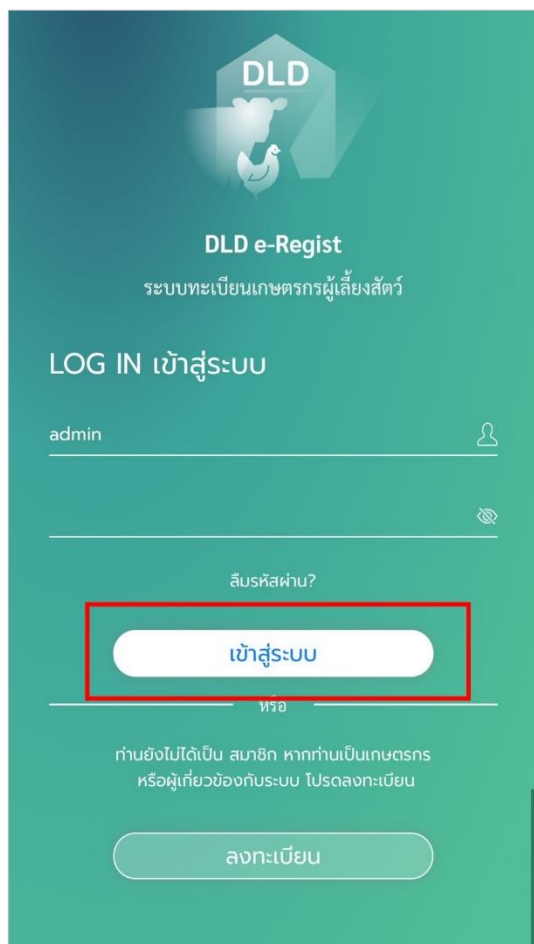 DLD
DLD e-Regist
ระบบทะเบียนเกษตรกรผู้เลี้ยงสัตว์
LOG IN เข้าสู่ระบบ
admin
ลืมรหัสผ่าน?
เข้าสู่ระบบ
หรือ
ท่านยังไม่ได้เป็น สมาชิก หากท่านเป็นเกษตรกร
หรือผู้เกี่ยวข้องกับระบบ โปรดลงทะเบียน
ลงทะเบียน